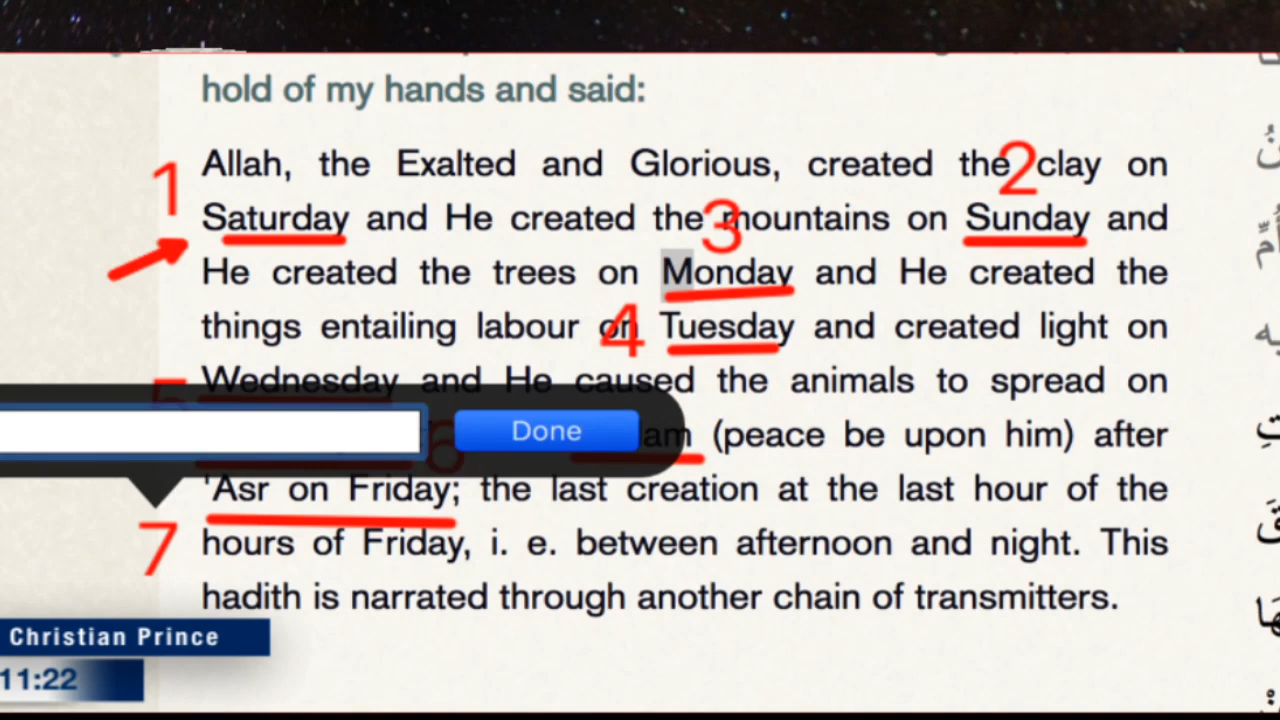 hold of my hands and said:
1
Allah, the Exalted and Glorious, created the 2 clay on
Saturday and He created the 3 mountains on Sunday and
He created the trees on Monday and He created the
things entailing labour on 4 Tuesday and created light on
5 Wednesday and He caused the animals to spread on
6 Done (peace be upon him) after
'Asr on Friday; the last creation at the last hour of the
7
hours of Friday, i. e. between afternoon and night. This
hadith is narrated through another chain of transmitters.
Christian Prince
11:22